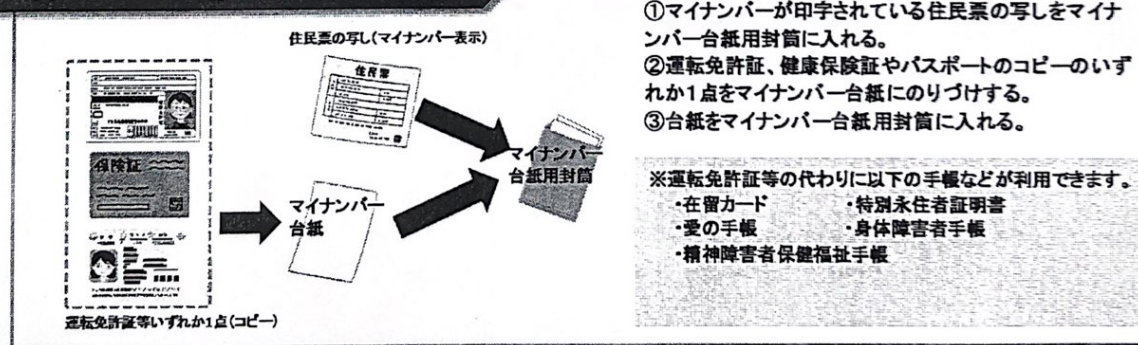 住民票の写し(マイナンバー表示)
住民票
保険証
マイナンバー
台紙
マイナンバー
台紙用封筒
運転免許証等いずれか1点(コピー)
①マイナンバーが印字されている住民票の写しをマイナ
ンバー台紙用封筒に入れる。
②運転免許証、健康保険証やパスポートのコピーのいず
れか1点をマイナンバー台紙にのりづけする。
③台紙をマイナンバー台紙用封筒に入れる。
※運転免許証等の代わりに以下の手帳などが利用できます。
・在留カード ・特別永住者証明書
・愛の手帳 ・身体障害者手帳
・精神障害者保健福祉手帳